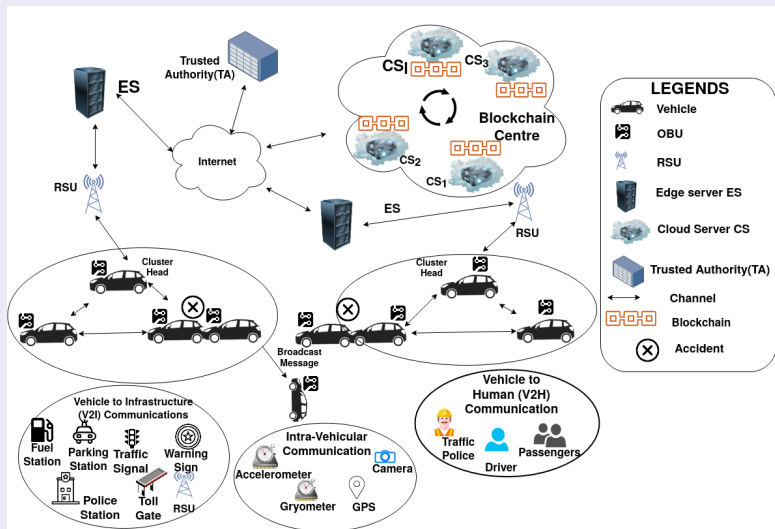 Trusted
Authority(TA)
ES
Internet
RSU
CSI
CS3
Blockchain
Centre
CS2
CS1
ES
RSU
LEGENDS
Vehicle
OBU
RSU
Edge server ES
Cloud Server CS
Trusted Authority(TA)
Channel
Blockchain
Accident
Cluster
Head
Cluster
Head
Broadcast
Message
Vehicle to Infrastructure
(V2I) Communications
Fuel
Station
Parking
Station
Traffic
Signal
Warning
Sign
Police
Station
Toll
Gate
RSU
Intra-Vehicular
Communication
Accelerometer
Camera
Gryometer
GPS
Vehicle to
Human (V2H)
Communication
Traffic
Police
Driver
Passengers